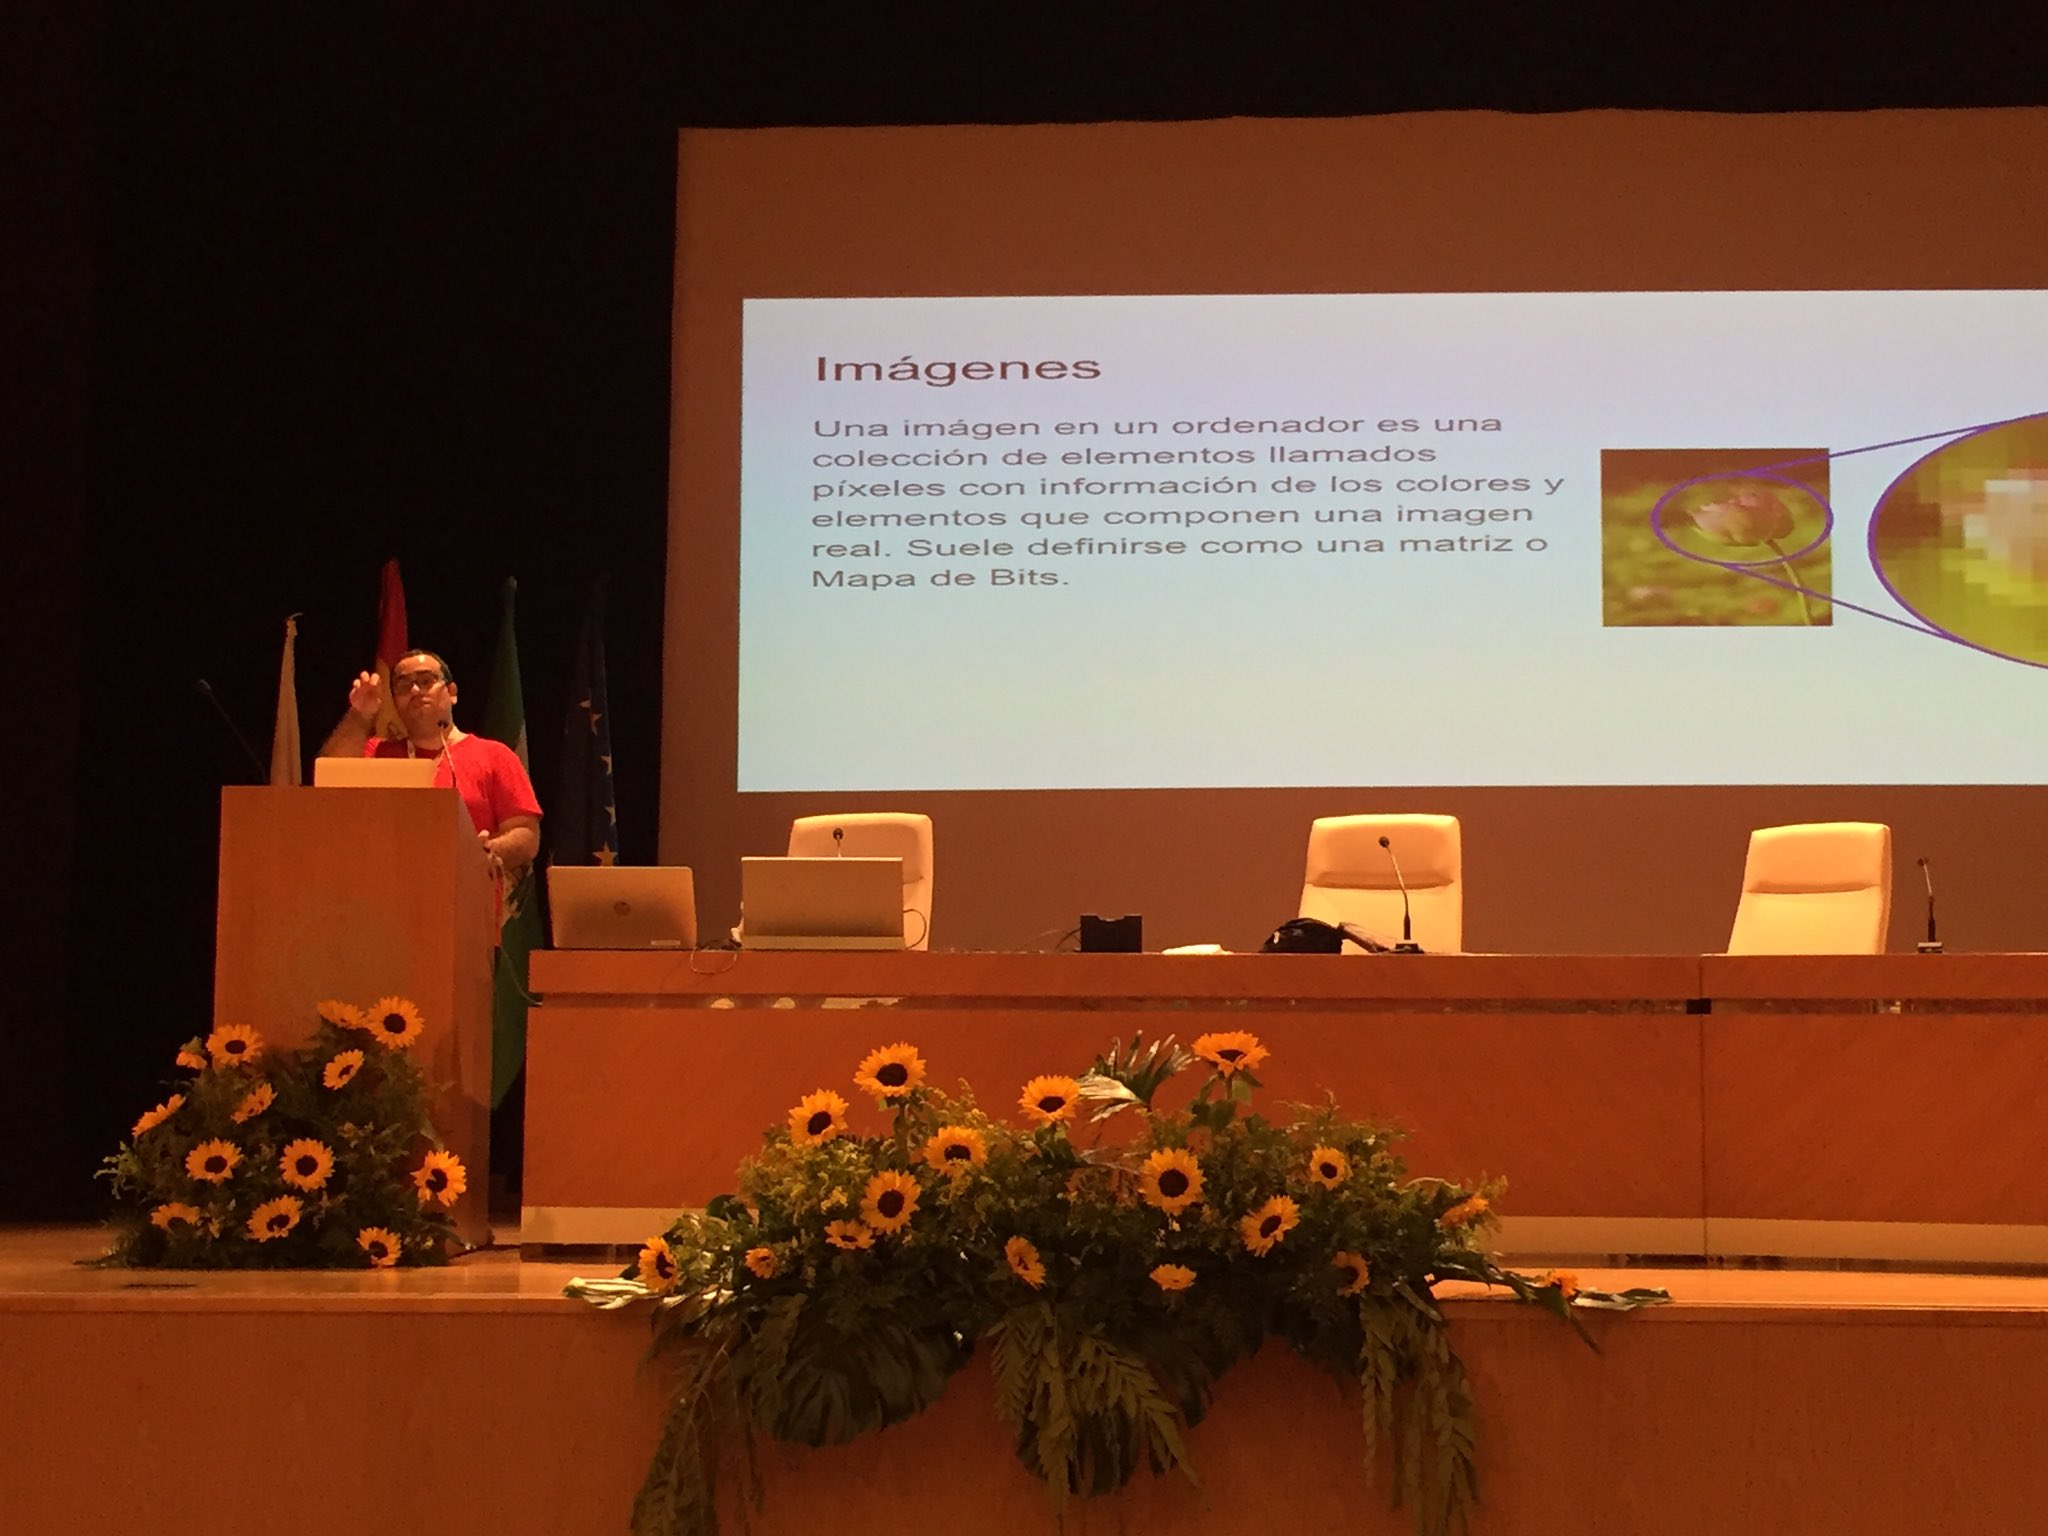 Imágenes
Una imágen en un ordenador es una
colección de elementos llamados
píxeles con información de los colores y
elementos que componen una imagen
real. Suele definirse como una matriz o
Mapa de Bits.